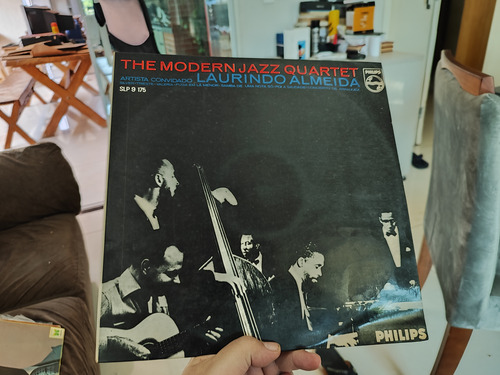 THE MODERN JAZZ QUARTET
PHILIPS
ARTISTA CONVIDADO: LAURINDO ALMEIDA
SLP 9 175
PHILIPS